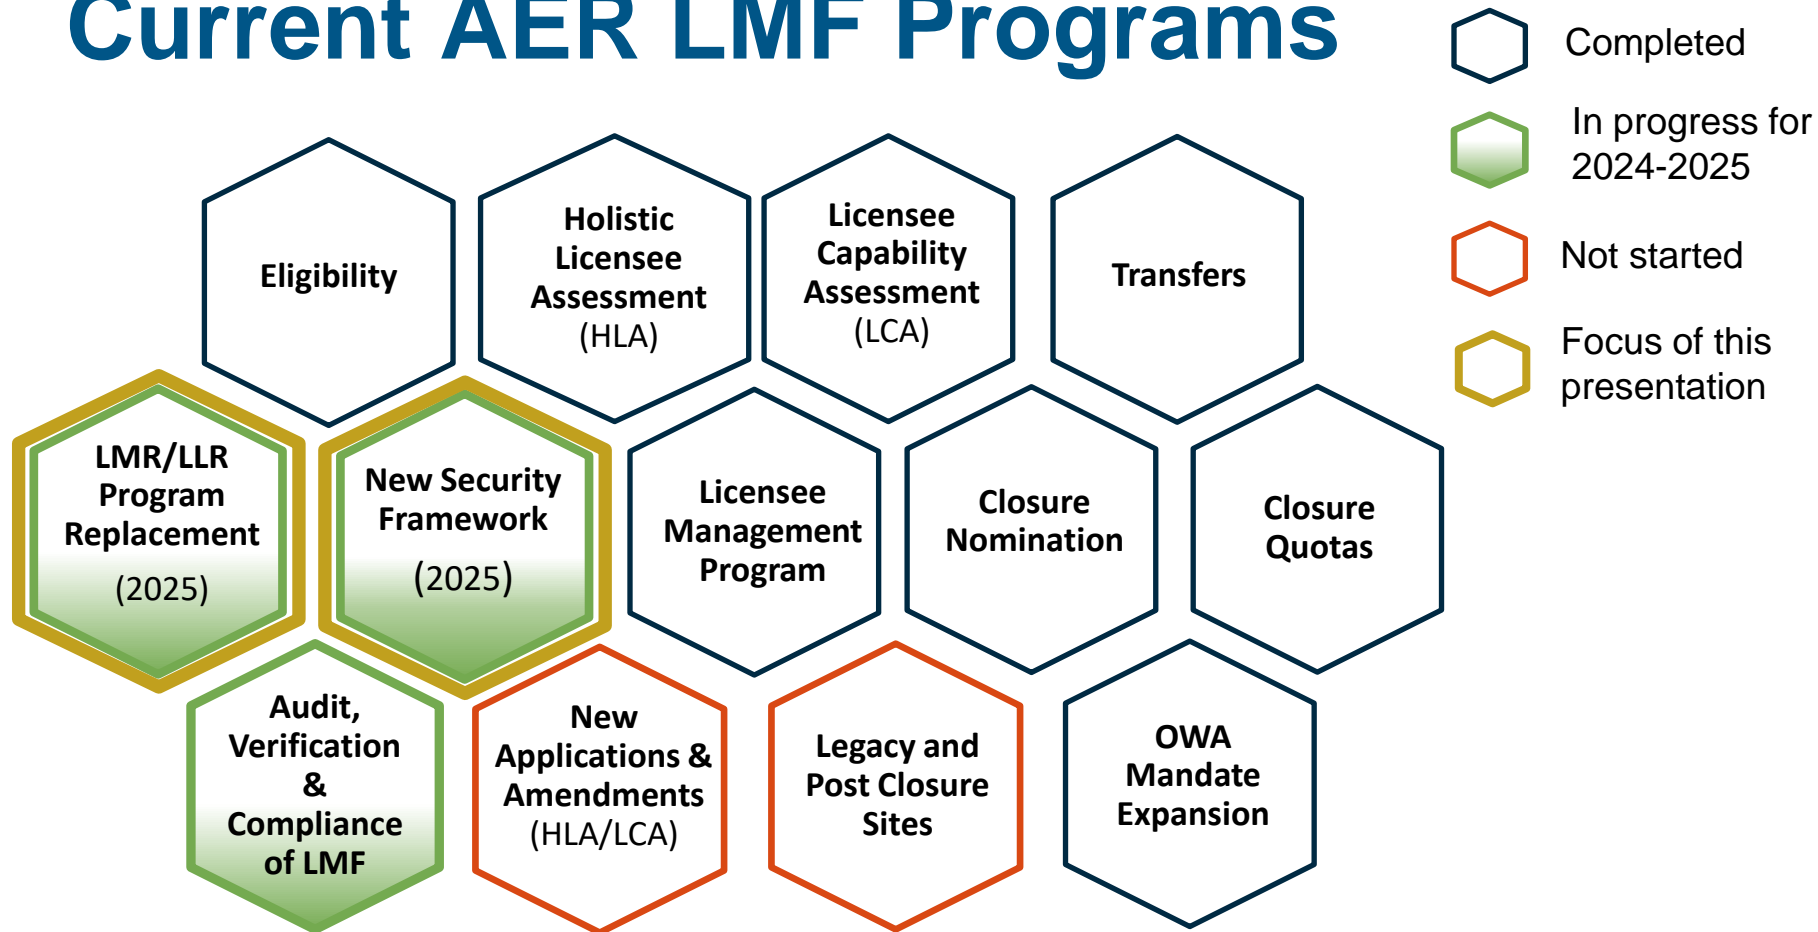 Current AER LMF Programs
Completed
In progress for
2024-2025
Not started
Focus of this
presentation
Eligibility
Holistic
Licensee
Assessment
(HLA)
Licensee
Capability
Assessment
(LCA)
Transfers
LMR/LLR
Program
Replacement
(2025)
New Security
Framework
(2025)
Licensee
Management
Program
Closure
Nomination
Closure
Quotas
Audit,
Verification
&
Compliance
of LMF
New
Applications &
Amendments
(HLA/LCA)
Legacy and
Post Closure
Sites
OWA
Mandate
Expansion